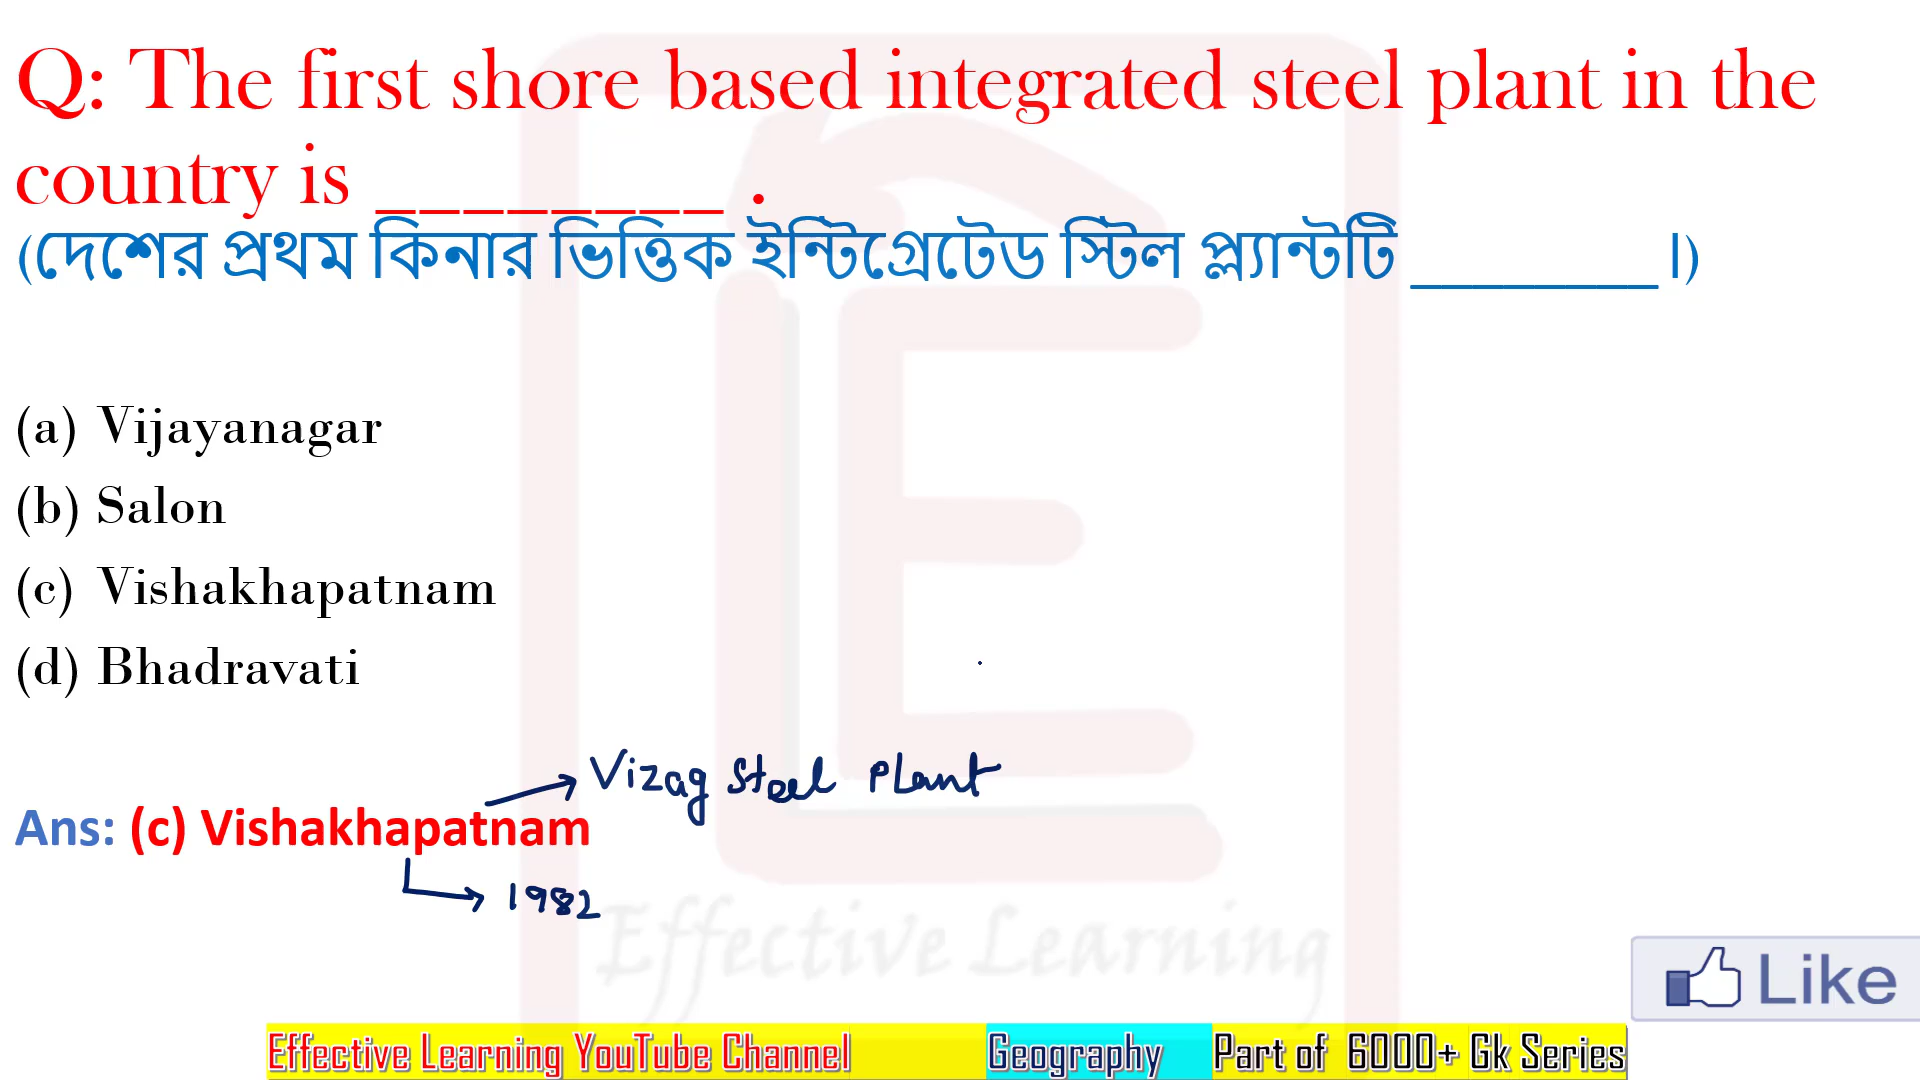 Q: The first shore based integrated steel plant in the
country is ________ .
(দেশের প্রথম কিনার ভিত্তিক ইন্টিগ্রেটেড স্টিল প্ল্যান্টটি ________ ।)
(a) Vijayanagar
(b) Salon
(c) Vishakhapatnam
(d) Bhadravati
Vizag Steel Plant
Ans: (c) Vishakhapatnam
1982
Effective Learning
Like
Effective Learning YouTube Channel Geography Part of 6000+ Gk Series